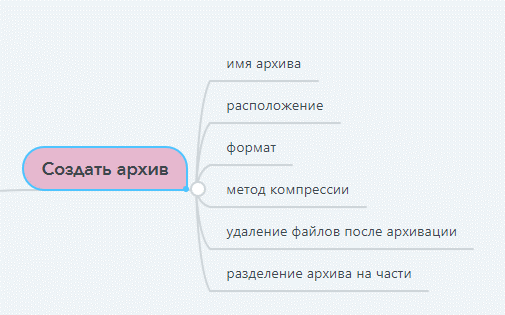 имя архива
расположение
формат
метод компрессии
Создать архив
удаление файлов после архивации
разделение архива на части